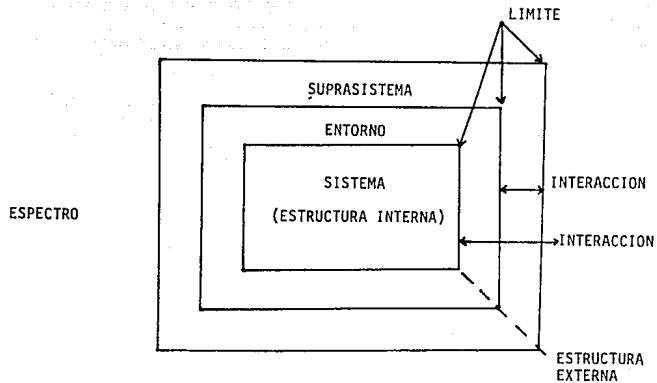 LIMITE
SUPRASISTEMA
ENTORNO
SISTEMA
(ESTRUCTURA INTERNA)
ESPECTRO
INTERACCION
INTERACCION
ESTRUCTURA
EXTERNA